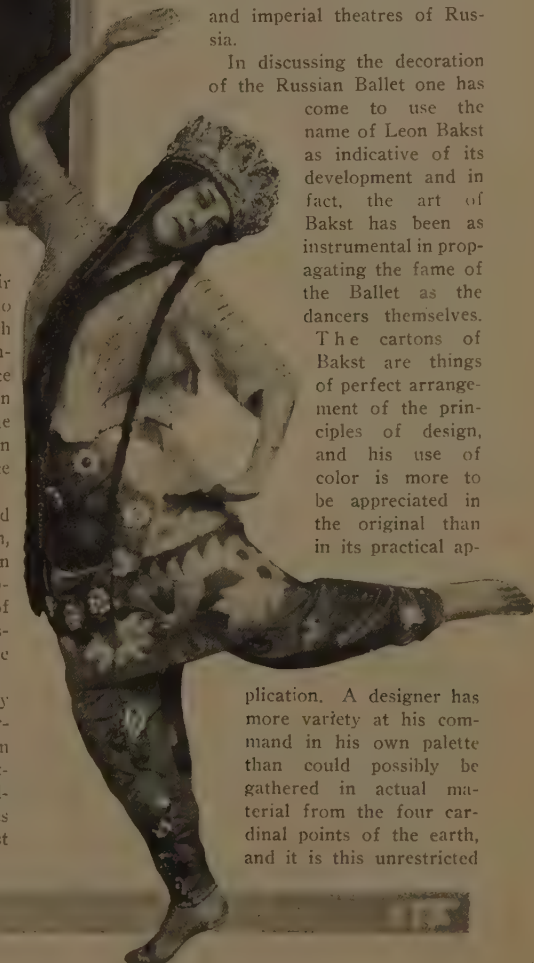 and imperial theatres of Rus-
sia.
In discussing the decoration
of the Russian Ballet one has
come to use the
name of Leon Bakst
as indicative of its
development and in
fact, the art of
Bakst has been as
instrumental in prop-
agating the fame of
the Ballet as the
dancers themselves.
The cartons of
Bakst are things
of perfect arrange-
ment of the prin-
ciples of design,
and his use of
color is more to
be appreciated in
the original than
in its practical ap-
plication. A designer has
more variety at his com-
mand in his own palette
than could possibly be
gathered in actual ma-
terial from the four car-
dinal points of the earth,
and it is this unrestricted